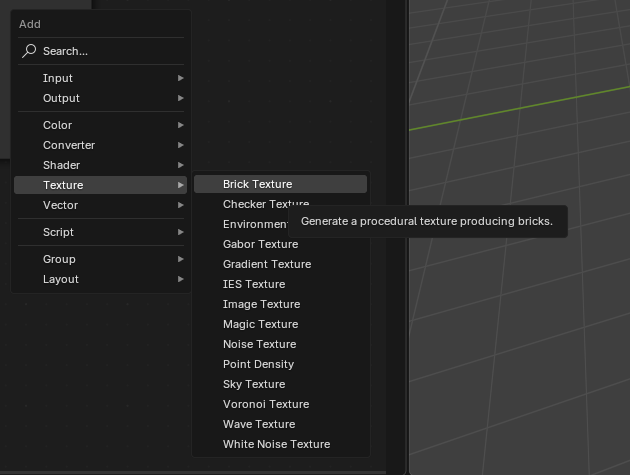 Add
Search...
Input
Output
Color
Converter
Shader
Texture
Vector
Script
Group
Layout
Brick Texture
Checker Texture
Environmen
Gabor Texture
Gradient Texture
IES Texture
Image Texture
Magic Texture
Noise Texture
Point Density
Sky Texture
Voronoi Texture
Wave Texture
White Noise Texture
Generate a procedural texture producing bricks.